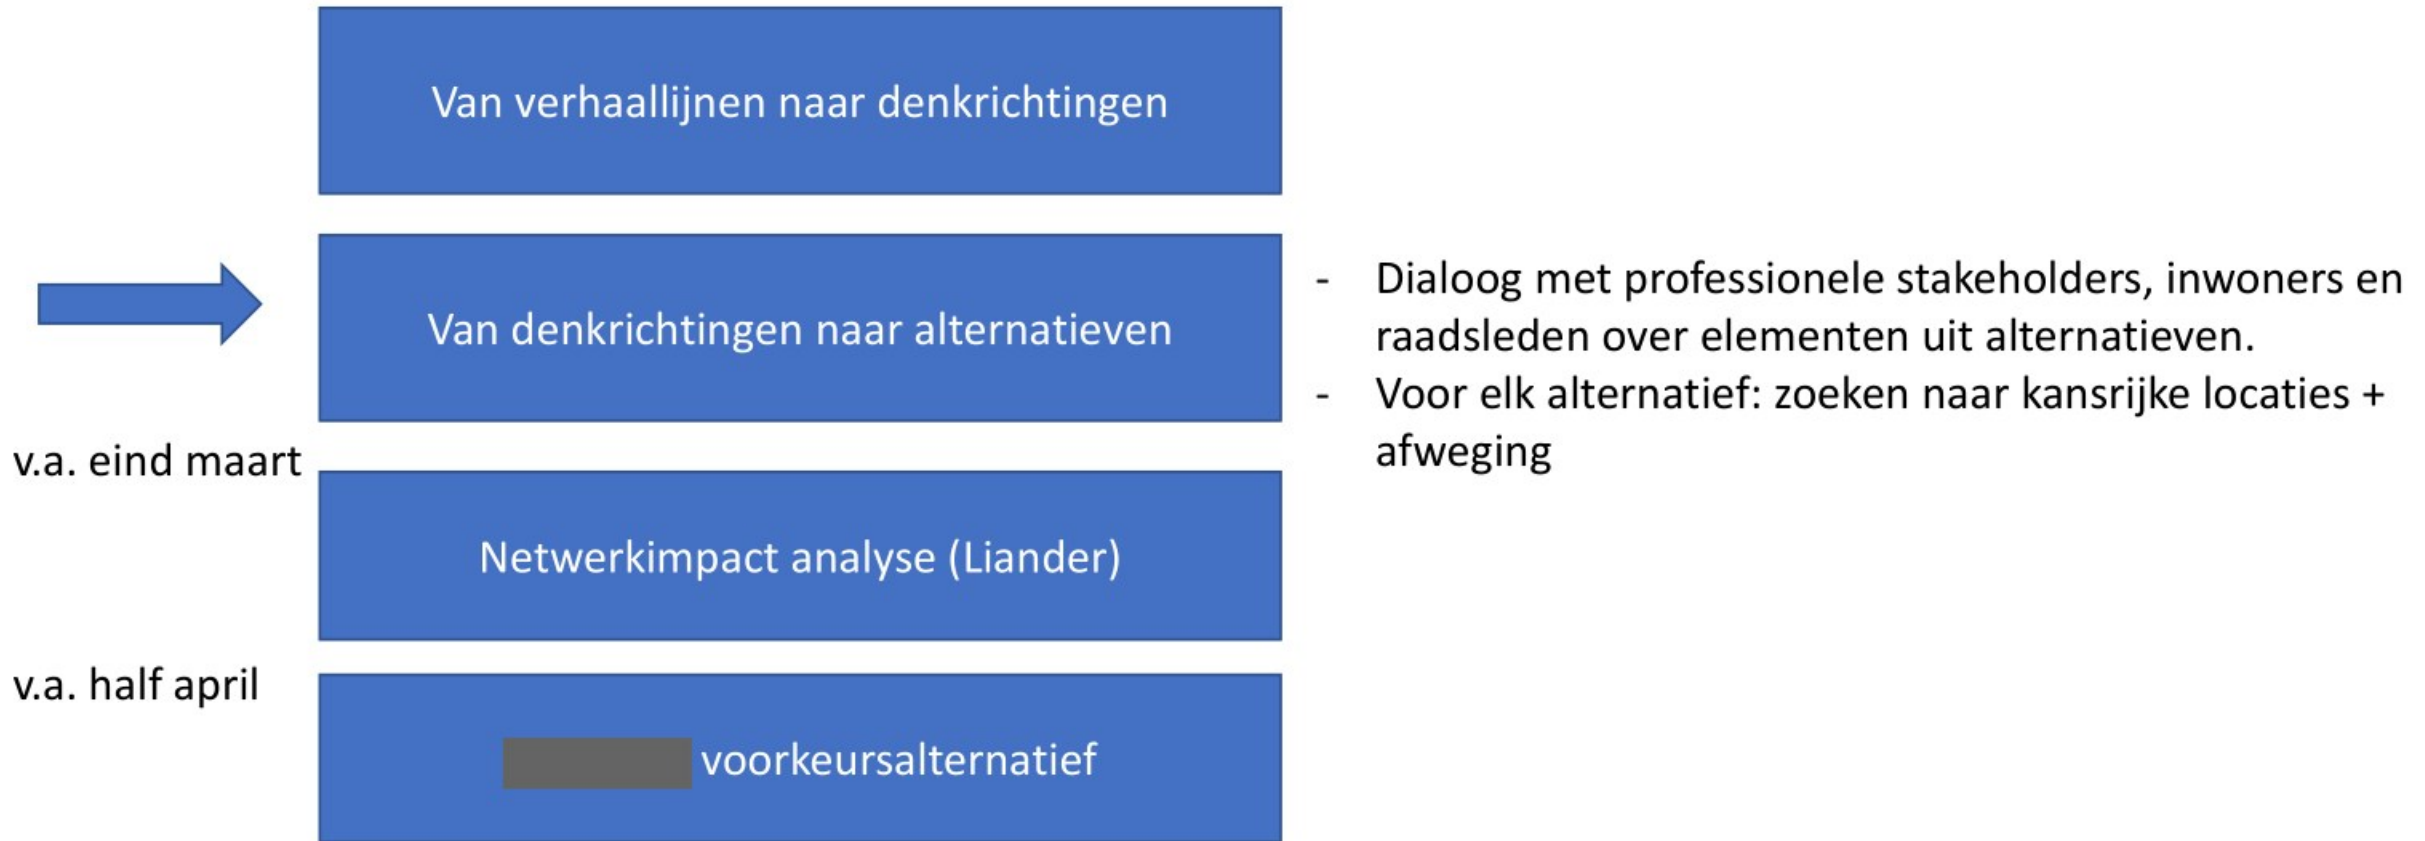 Van verhaallijnen naar denkrichtingen
Van denkrichtingen naar alternatieven
- Dialoog met professionele stakeholders, inwoners en
raadsleden over elementen uit alternatieven.
- Voor elk alternatief: zoeken naar kansrijke locaties +
afweging
v.a. eind maart
Netwerkimpact analyse (Liander)
v.a. half april
voorkeursalternatief